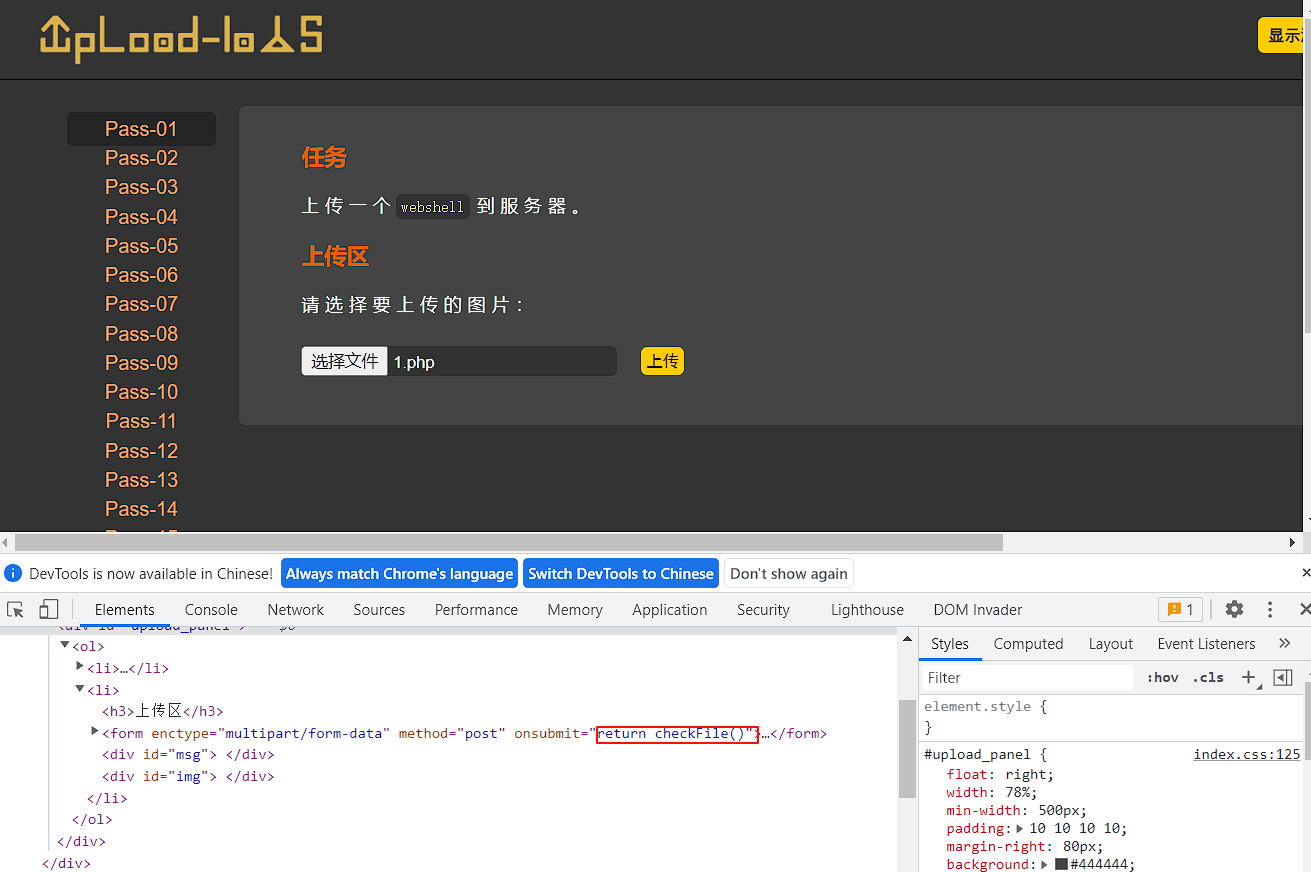 UpLoad-labs
显示
Pass-01
Pass-02
Pass-03
Pass-04
Pass-05
Pass-06
Pass-07
Pass-08
Pass-09
Pass-10
Pass-11
Pass-12
Pass-13
Pass-14
任务
上传一个 webshell 到服务器。
上传区
请选择要上传的图片：
选择文件 1.php 上传
DevTools is now available in Chinese! Always match Chrome's language Switch DevTools to Chinese Don't show again
Elements Console Network Sources Performance Memory Application Security Lighthouse DOM Invader 1
<ol>
<li>…</li>
<li>
<h3>上传区</h3>
<form enctype="multipart/form-data" method="post" onsubmit="return checkFile()">…</form>
<div id="msg"> </div>
<div id="img"> </div>
</li>
</ol>
</div>
</div>
Styles Computed Layout Event Listeners »
Filter :hov .cls +
element.style {
}
#upload_panel { index.css:125
float: right;
width: 78%;
min-width: 500px;
padding: 10 10 10 10;
margin-right: 80px;
background: #444444;